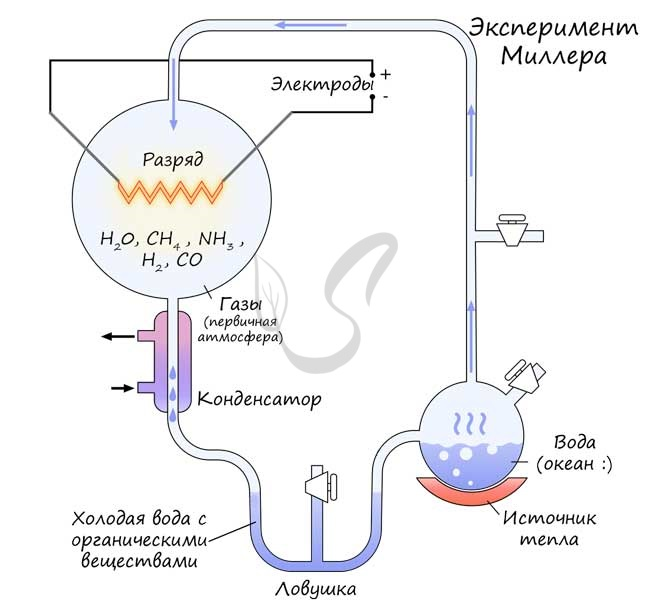 Эксперимент
Миллера
Электроды
+
-
Разряд
H₂O, CH₄, NH₃,
H₂, CO
Газы
(первичная
атмосфера)
Конденсатор
Вода
(океан :)
Источник
тепла
Холодая вода с
органическими
веществами
Ловушка
S